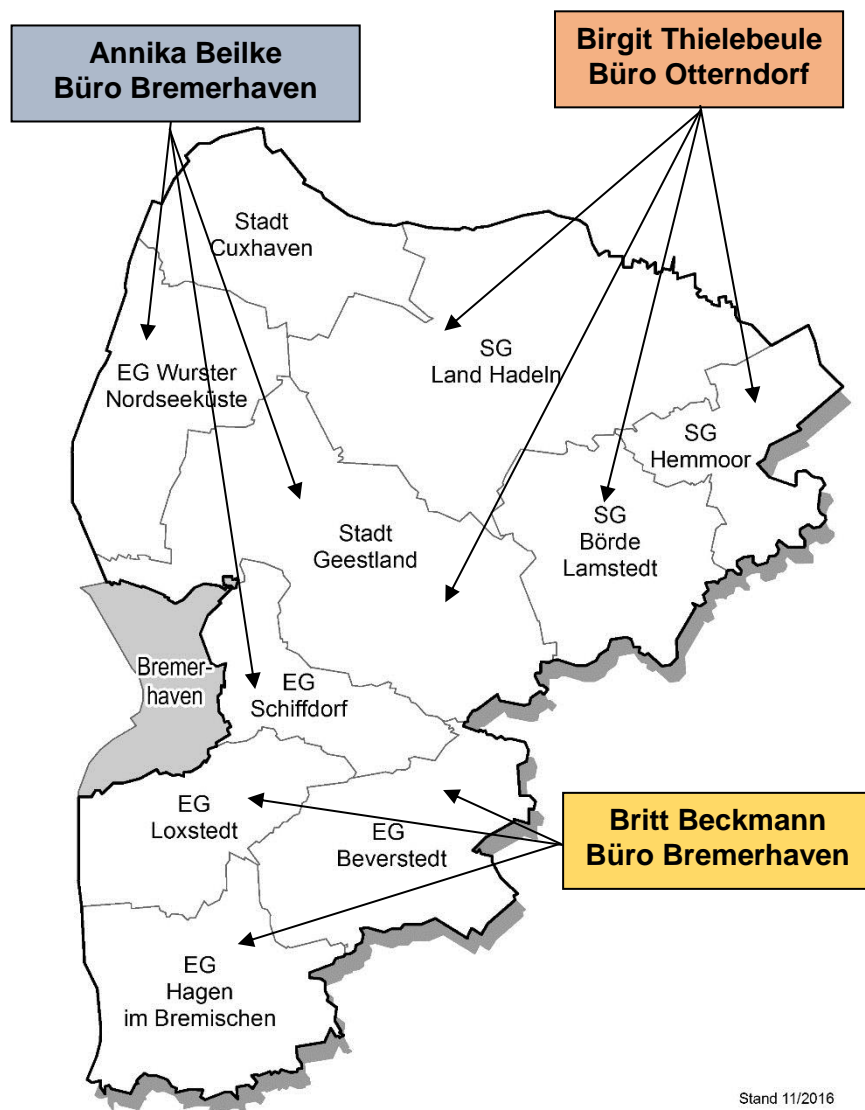 Annika Beilke
Büro Bremerhaven
Birgit Thielebeule
Büro Otterndorf
Stadt
Cuxhaven
EG Wurster
Nordseeküste
SG
Land Hadeln
SG
Hemmoor
SG
Börde
Lamstedt
Stadt
Geestland
Bremer-
haven
EG
Schiffdorf
EG
Loxstedt
EG
Beverstedt
Britt Beckmann
Büro Bremerhaven
EG
Hagen
im Bremischen
Stand 11/2016